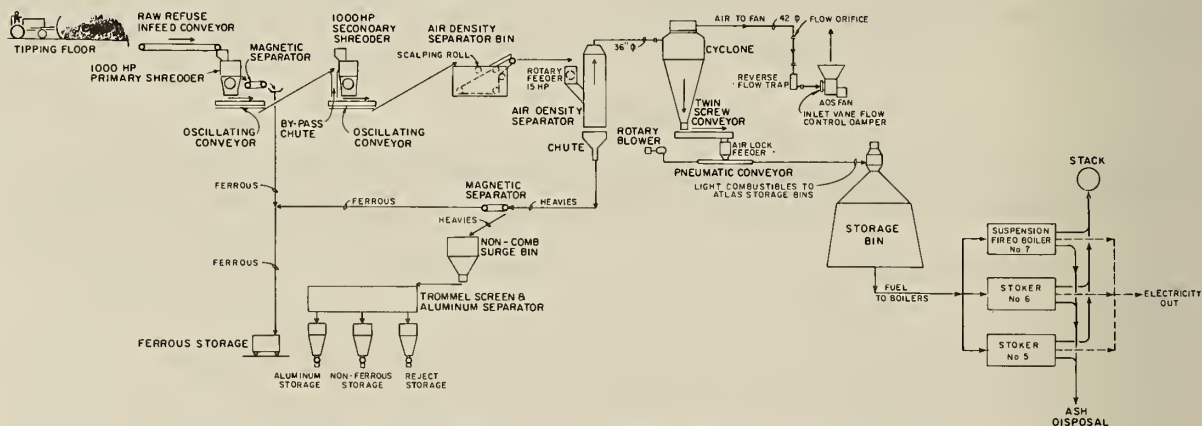 RAW REFUSE
INFEED CONVEYOR
TIPPING FLOOR
1000 HP
PRIMARY SHREDDER
MAGNETIC
SEPARATOR
OSCILLATING
CONVEYOR
1000 HP
SECONDARY
SHREDDER
BY-PASS
CHUTE
OSCILLATING
CONVEYOR
AIR DENSITY
SEPARATOR BIN
SCALPING ROLL
ROTARY
FEEDER
15 HP
AIR DENSITY
SEPARATOR
CHUTE
36" Φ
CYCLONE
AIR TO FAN
42 Φ
FLOW ORIFICE
REVERSE
FLOW TRAP
AOS FAN
INLET VANE FLOW
CONTROL DAMPER
TWIN
SCREW
CONVEYOR
ROTARY
BLOWER
AIR LOCK
FEEDER
PNEUMATIC CONVEYOR
LIGHT COMBUSTIBLES TO
ATLAS STORAGE BINS
FERROUS
FERROUS
MAGNETIC
SEPARATOR
HEAVIES
HEAVIES
NON-COMB
SURGE BIN
FERROUS
TROMMEL SCREEN &
ALUMINUM SEPARATOR
FERROUS STORAGE
ALUMINUM
STORAGE
NON-FERROUS
STORAGE
REJECT
STORAGE
STORAGE
BIN
FUEL
TO BOILERS
STACK
SUSPENSION
FIREO BOILER
No 7
STOKER
No 6
STOKER
No 5
ELECTRICITY
OUT
ASH
DISPOSAL